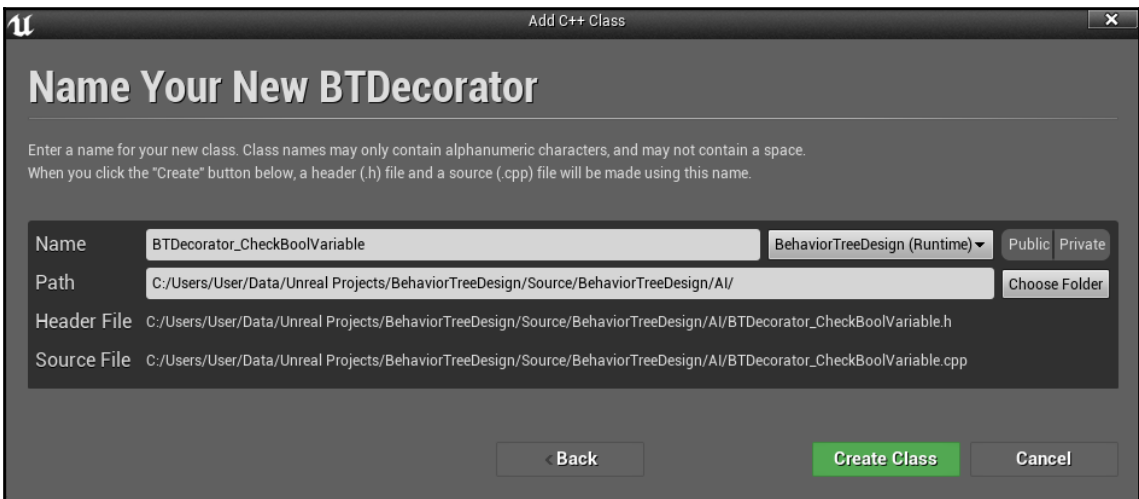 Add C++ Class
Name Your New BTDecorator
Enter a name for your new class. Class names may only contain alphanumeric characters, and may not contain a space.
When you click the "Create" button below, a header (.h) file and a source (.cpp) file will be made using this name.
Name BTDecorator_CheckBoolVariable BehaviorTreeDesign (Runtime) Public Private
Path C:/Users/User/Data/Unreal Projects/BehaviorTreeDesign/Source/BehaviorTreeDesign/AI/ Choose Folder
Header File C:/Users/User/Data/Unreal Projects/BehaviorTreeDesign/Source/BehaviorTreeDesign/AI/BTDecorator_CheckBoolVariable.h
Source File C:/Users/User/Data/Unreal Projects/BehaviorTreeDesign/Source/BehaviorTreeDesign/AI/BTDecorator_CheckBoolVariable.cpp
Back Create Class Cancel